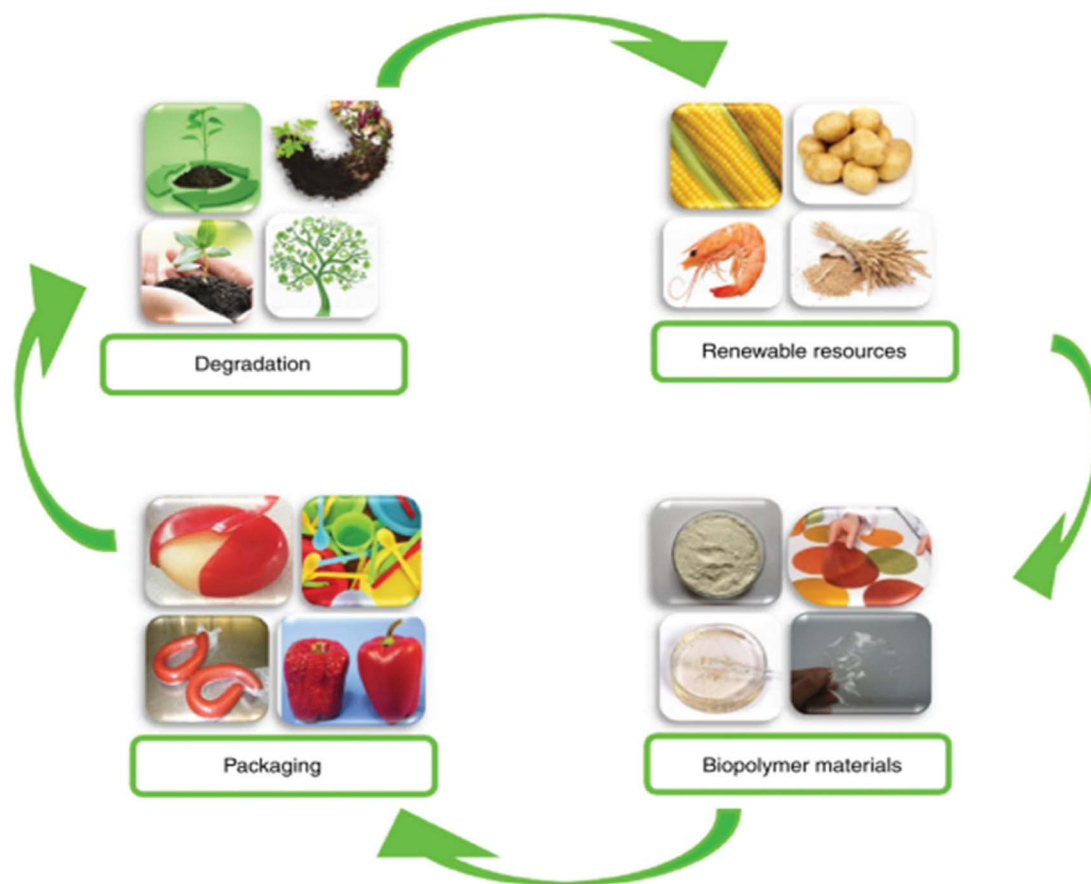 Degradation
Renewable resources
Packaging
Biopolymer materials